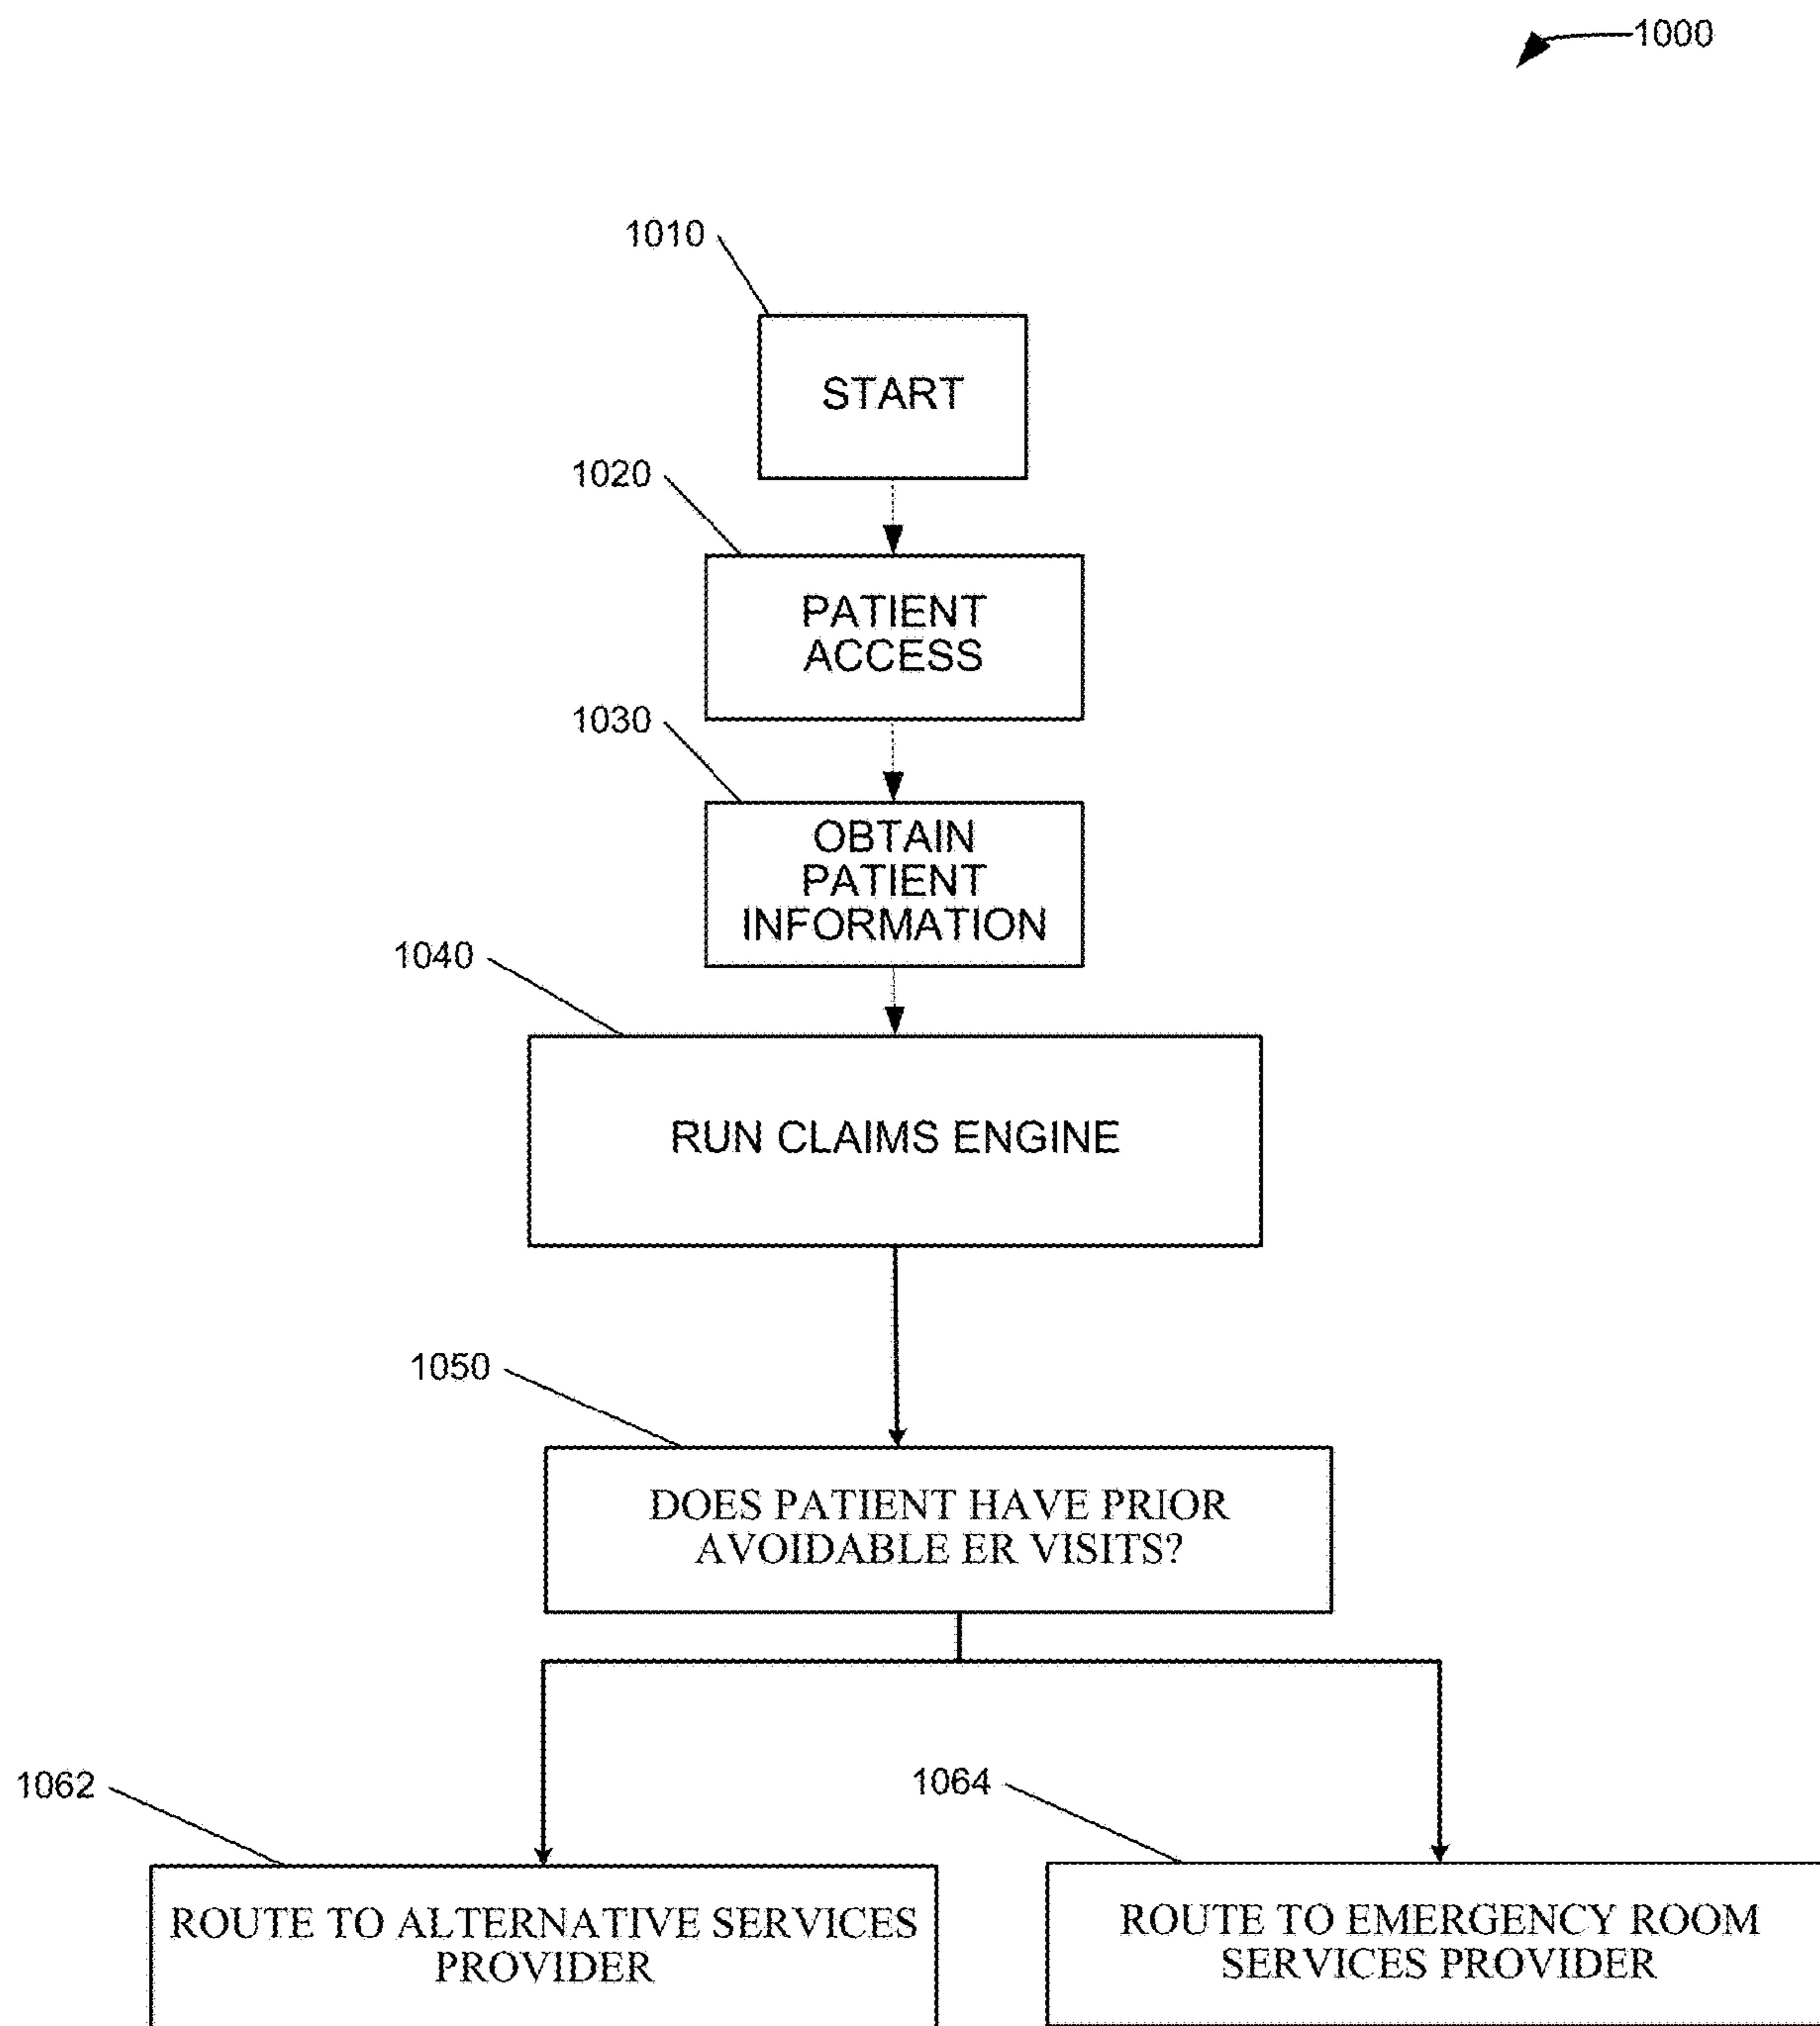 1000
1010
START
1020
PATIENT
ACCESS
1030
OBTAIN
PATIENT
INFORMATION
1040
RUN CLAIMS ENGINE
1050
DOES PATIENT HAVE PRIOR
AVOIDABLE ER VISITS?
1062
1064
ROUTE TO ALTERNATIVE SERVICES
PROVIDER
ROUTE TO EMERGENCY ROOM
SERVICES PROVIDER